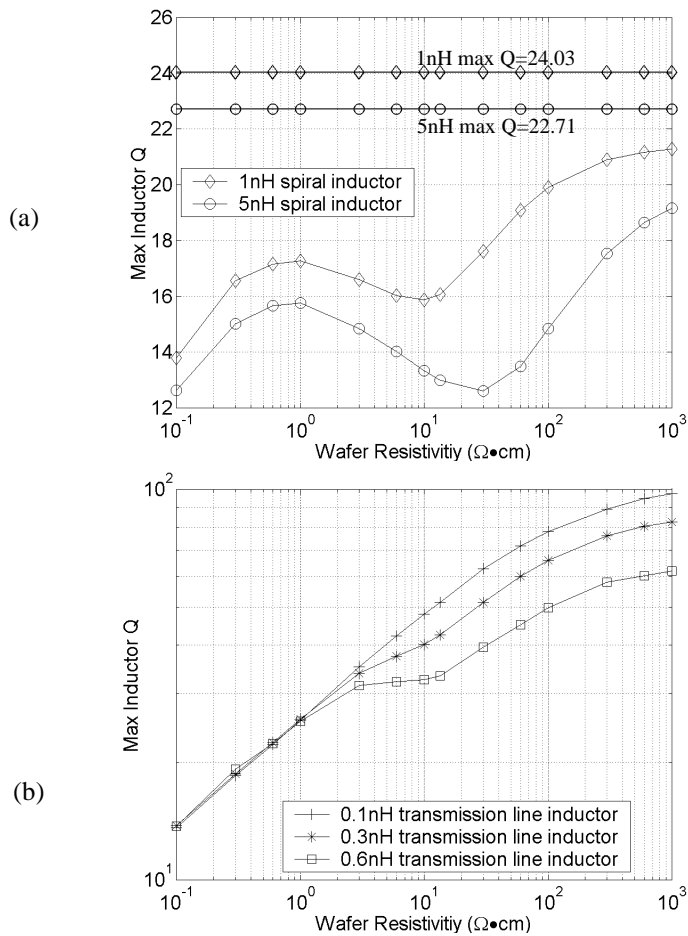 (a)
Max Inductor Q
26
24
22
20
18
16
14
12
1nH max Q=24.03
5nH max Q=22.71
1nH spiral inductor
5nH spiral inductor
10^-1 10^0 10^1 10^2 10^3
Wafer Resistivitiy (Ω•cm)
(b)
Max Inductor Q
10^2
10^1
0.1nH transmission line inductor
0.3nH transmission line inductor
0.6nH transmission line inductor
10^-1 10^0 10^1 10^2 10^3
Wafer Resistivitiy (Ω•cm)